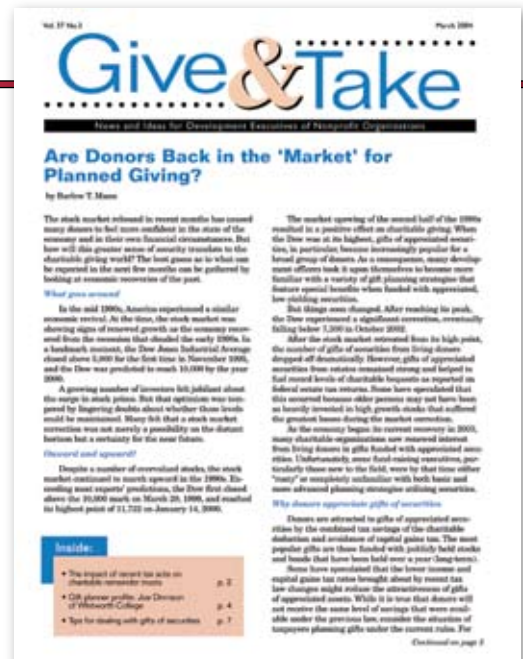 Vol. 37 No.3
March 2004
Give&Take
News and Ideas for Development Executives of Nonprofit Organizations
Are Donors Back in the 'Market' for
Planned Giving?
by Barlow T. Mann
The stock market rebound in recent months has caused
many donors to feel more confident in the state of the
economy and in their own financial circumstances. But
how will this greater sense of security translate to the
charitable giving world? The best guess as to what can
be expected in the next few months can be gathered by
looking at economic recoveries of the past.
What goes around
In the mid 1990s, America experienced a similar
economic revival. At the time, the stock market was
showing signs of renewed growth as the economy recov-
ered from the recession that clouded the early 1990s. In
a landmark moment, the Dow Jones Industrial Average
closed above 5,000 for the first time in November 1995,
and the Dow was predicted to reach 10,000 by the year
2000.
A growing number of investors felt jubilant about
the surge in stock prices. But that optimism was tem-
pered by lingering doubts about whether those levels
could be maintained. Many felt that a stock market
correction was not merely a possibility on the distant
horizon but a certainty for the near future.
Onward and upward?
Despite a number of overvalued stocks, the stock
market continued to march upward in the 1990s. Ex-
ceeding most experts' predictions, the Dow first closed
above the 10,000 mark on March 29, 1999, and reached
its highest point of 11,722 on January 14, 2000.
Inside:
• The impact of recent tax acts on
charitable remainder trusts p. 2
• Gift planner profile: Joe Dinnison
of Whitworth College p. 4
• Tips for dealing with gifts of securities p. 7
The market upswing of the second half of the 1990s
resulted in a positive effect on charitable giving. When
the Dow was at its highest, gifts of appreciated securi-
ties, in particular, became increasingly popular for a
broad group of donors. As a consequence, many develop-
ment officers took it upon themselves to become more
familiar with a variety of gift planning strategies that
feature special benefits when funded with appreciated,
low yielding securities.
But things soon changed. After reaching its peak,
the Dow experienced a significant correction, eventually
falling below 7,300 in October 2002.
After the stock market retreated from its high point,
the number of gifts of securities from living donors
dropped off dramatically. However, gifts of appreciated
securities from estates remained strong and helped to
fuel record levels of charitable bequests as reported on
federal estate tax returns. Some have speculated that
this occurred because older persons may not have been
as heavily invested in high growth stocks that suffered
the greatest losses during the market correction.
As the economy began its current recovery in 2003,
many charitable organizations saw renewed interest
from living donors in gifts funded with appreciated secu-
rities. Unfortunately, some fund-raising executives, par-
ticularly those new to the field, were by that time either
"rusty" or completely unfamiliar with both basic and
more advanced planning strategies utilizing securities.
Why donors appreciate gifts of securities
Donors are attracted to gifts of appreciated secu-
rities by the combined tax savings of the charitable
deduction and avoidance of capital gains tax. The most
popular gifts are those funded with publicly held stocks
and bonds that have been held over a year (long-term).
Some have speculated that the lower income and
capital gains tax rates brought about by recent tax
law changes might reduce the attractiveness of gifts
of appreciated assets. While it is true that donors will
not receive the same level of savings that were avail-
able under the previous law, consider the situation of
taxpayers planning gifts under the current rules. For
Continued on page 3